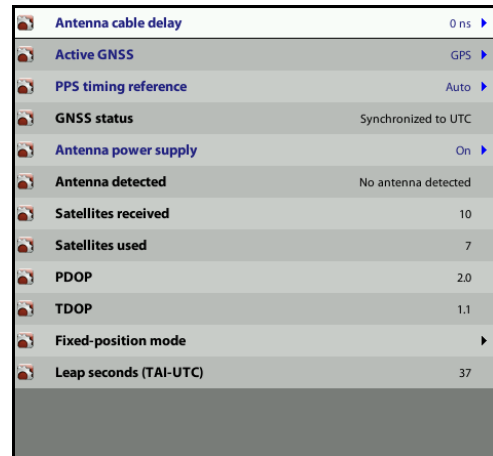 Antenna cable delay 0 ns
Active GNSS GPS
PPS timing reference Auto
GNSS status Synchronized to UTC
Antenna power supply On
Antenna detected No antenna detected
Satellites received 10
Satellites used 7
PDOP 2.0
TDOP 1.1
Fixed-position mode
Leap seconds (TAI-UTC) 37